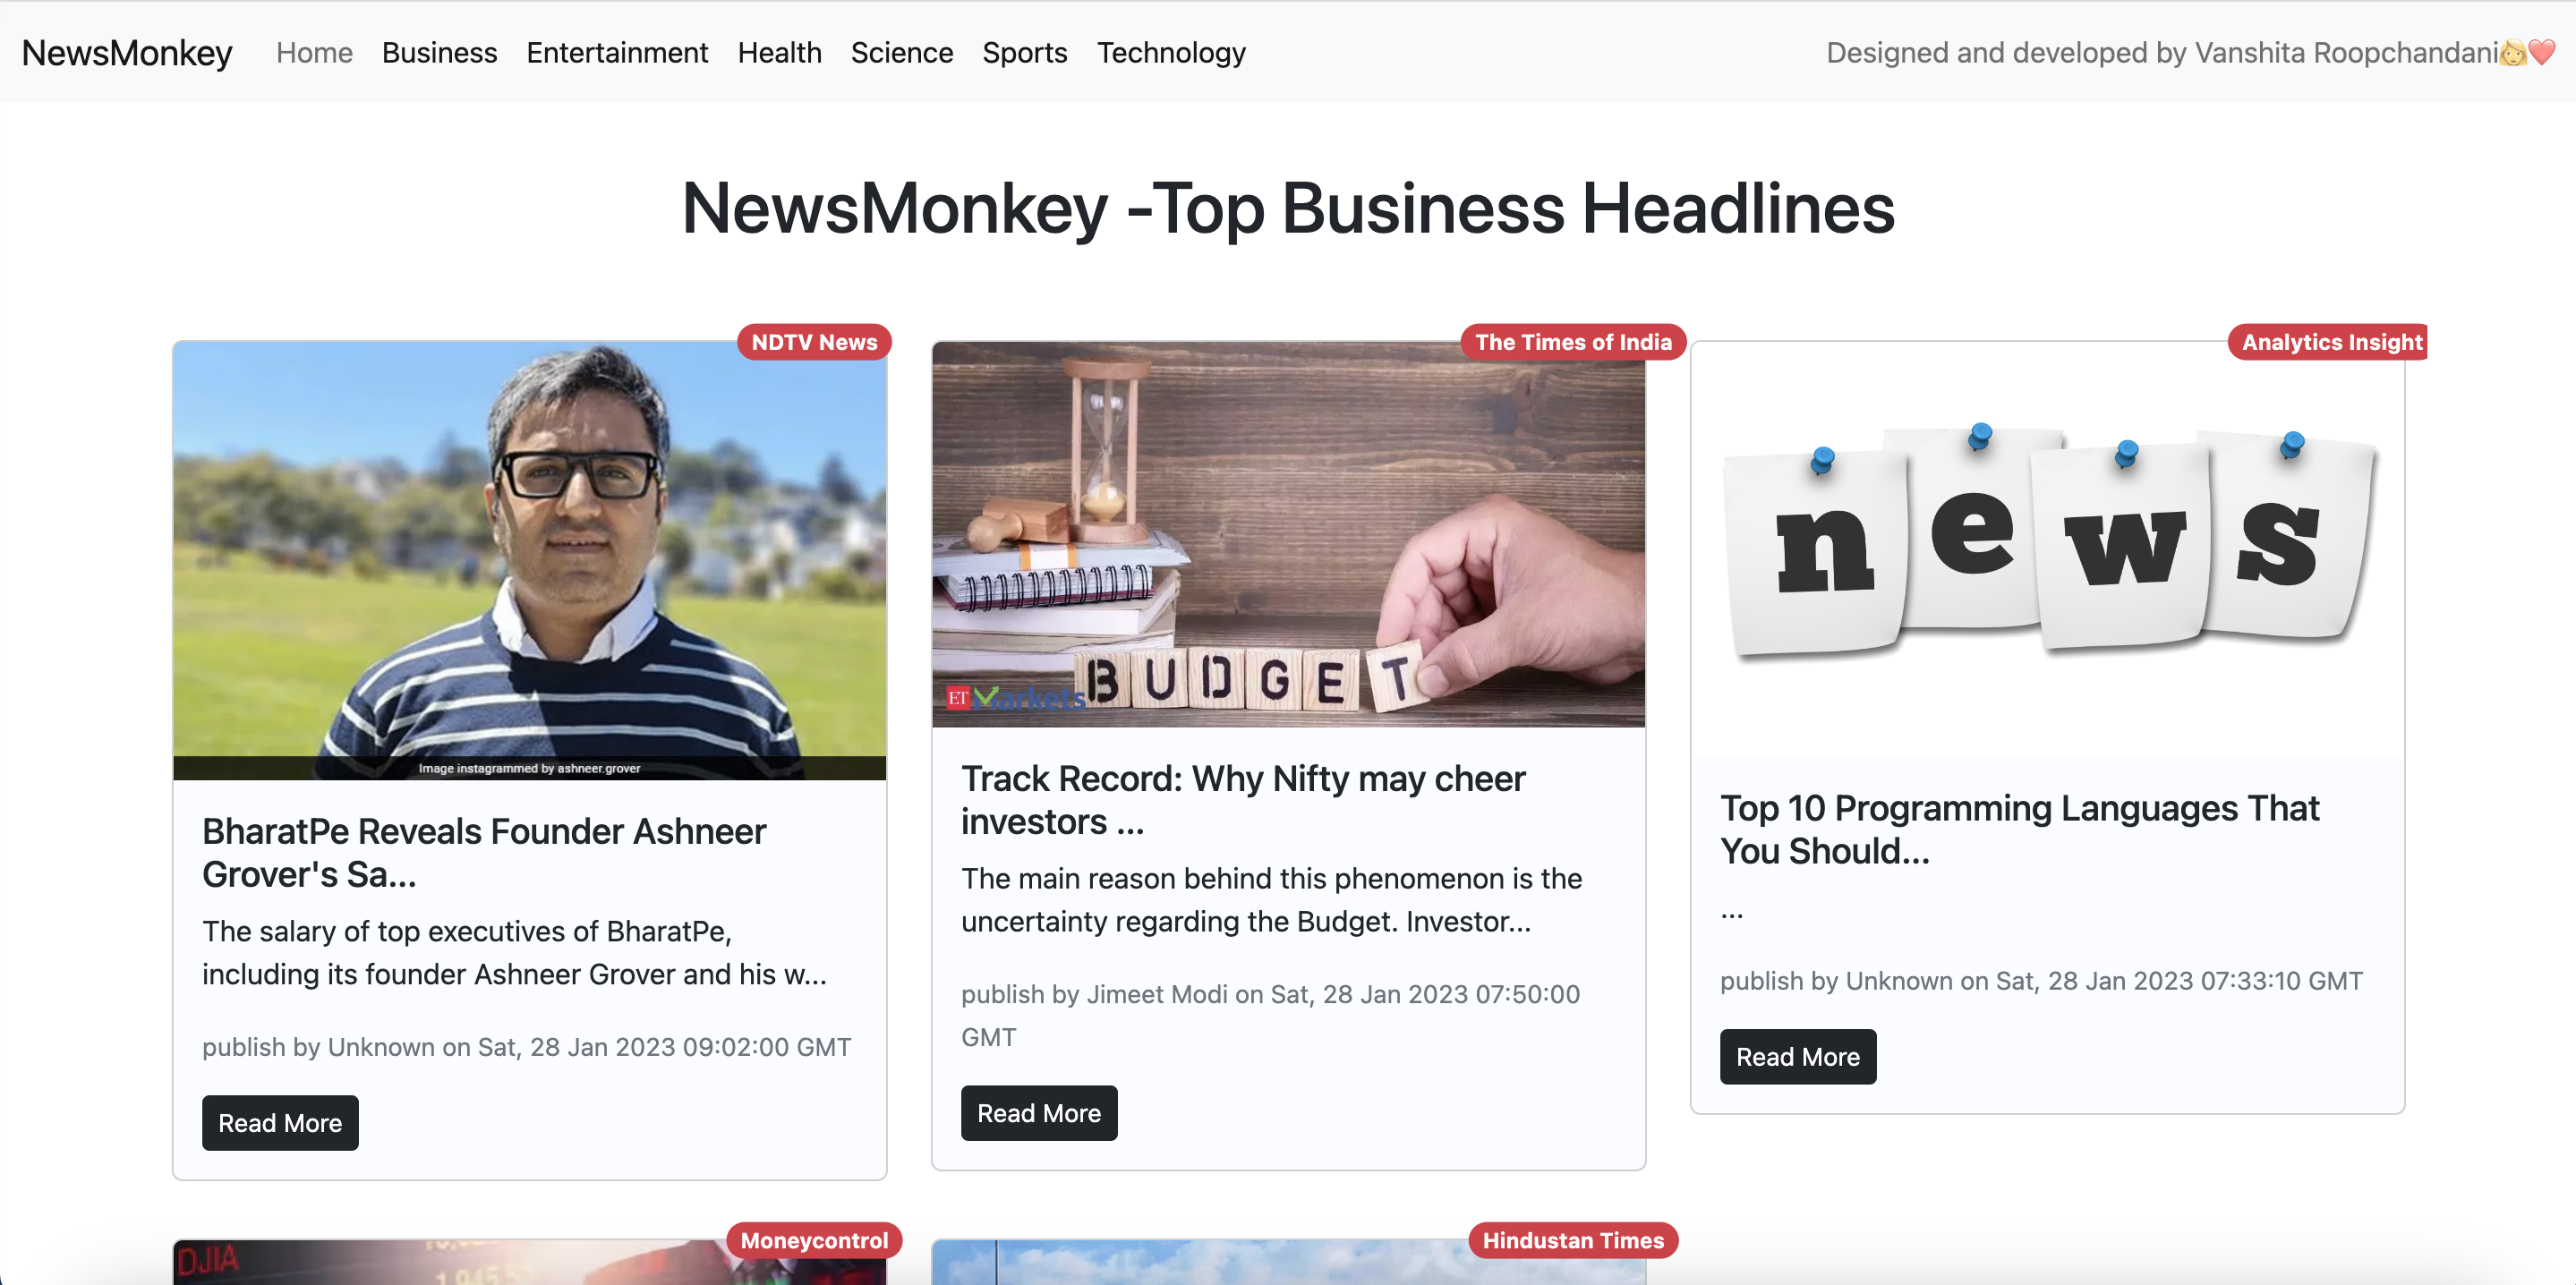 NewsMonkey Home Business Entertainment Health Science Sports Technology Designed and developed by Vanshita Roopchandani👩❤️
NewsMonkey -Top Business Headlines
NDTV News
Image instagrammed by ashneer.grover
BharatPe Reveals Founder Ashneer
Grover's Sa...
The salary of top executives of BharatPe,
including its founder Ashneer Grover and his w...
publish by Unknown on Sat, 28 Jan 2023 09:02:00 GMT
Read More
The Times of India
BUDGET
ET Markets
Track Record: Why Nifty may cheer
investors ...
The main reason behind this phenomenon is the
uncertainty regarding the Budget. Investor...
publish by Jimeet Modi on Sat, 28 Jan 2023 07:50:00
GMT
Read More
Analytics Insight
news
Top 10 Programming Languages That
You Should...
...
publish by Unknown on Sat, 28 Jan 2023 07:33:10 GMT
Read More
Moneycontrol
DJIA
Hindustan Times